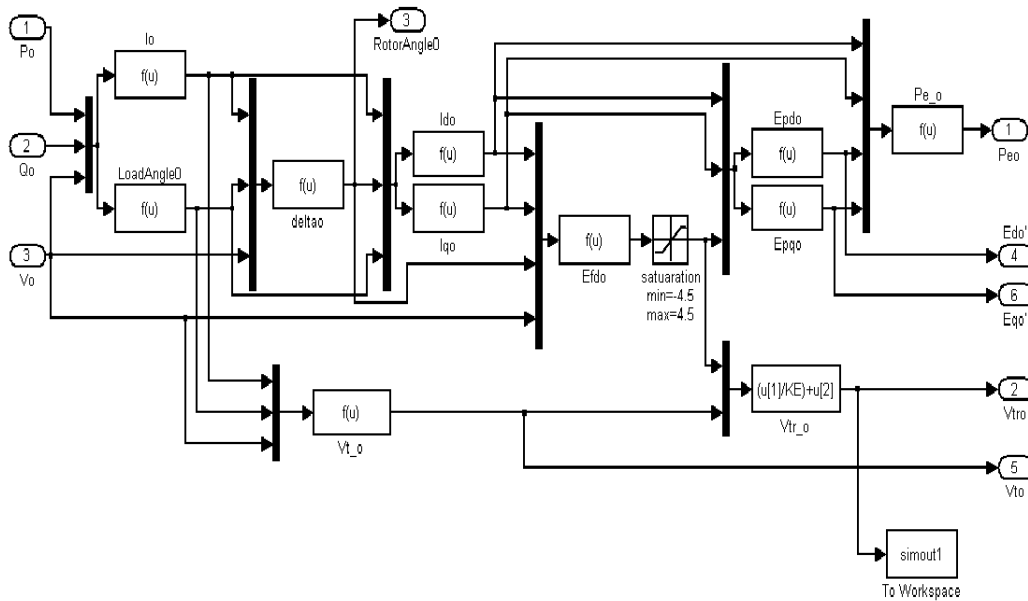 1
Po
2
Qo
3
Vo
Io
f(u)
LoadAngle0
f(u)
3
RotorAngle0
f(u)
deltao
Ido
f(u)
f(u)
Iqo
f(u)
Efdo
satuaration
min=-4.5
max=4.5
Epdo
f(u)
f(u)
Epqo
Pe_o
f(u)
1
Peo
Edo'
4
6
Eqo'
f(u)
Vt_o
(u[1]/KE)+u[2]
Vtr_o
2
Vtro
5
Vto
simout1
To Workspace